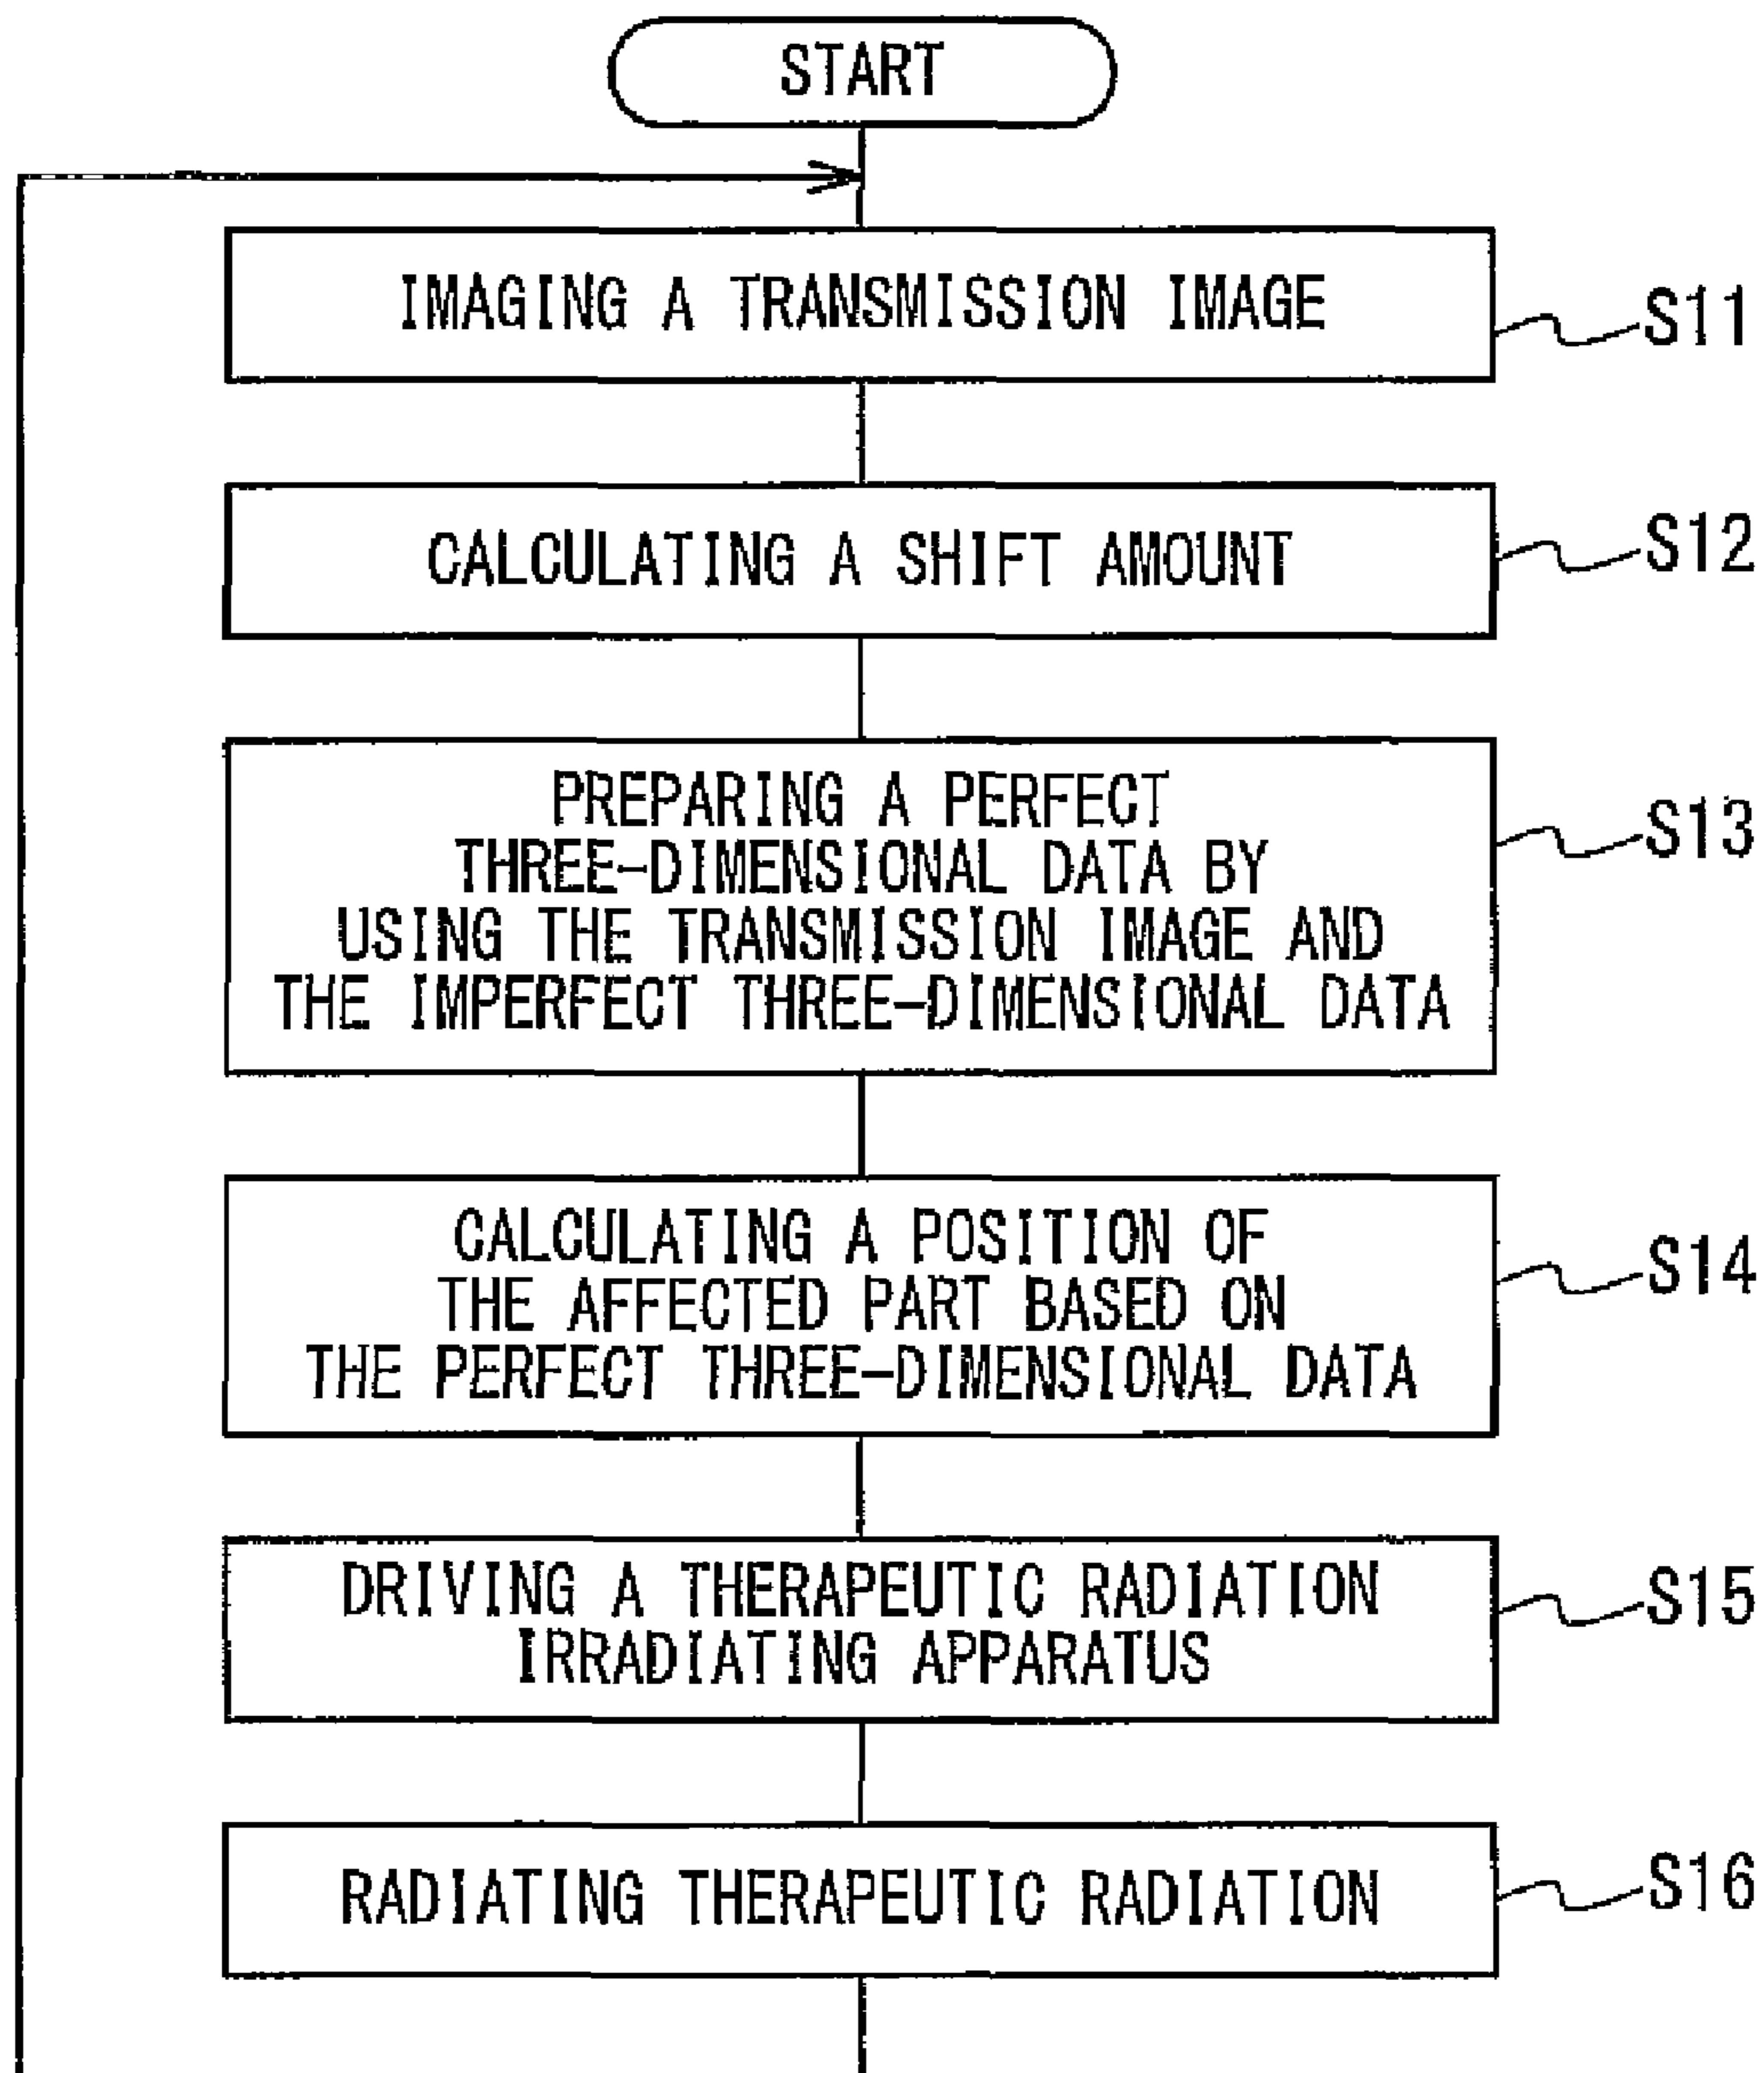 START
IMAGING A TRANSMISSION IMAGE
S11
CALCULATING A SHIFT AMOUNT
S12
PREPARING A PERFECT
THREE-DIMENSIONAL DATA BY
USING THE TRANSMISSION IMAGE AND
THE IMPERFECT THREE-DIMENSIONAL DATA
S13
CALCULATING A POSITION OF
THE AFFECTED PART BASED ON
THE PERFECT THREE-DIMENSIONAL DATA
S14
DRIVING A THERAPEUTIC RADIATION
IRRADIATING APPARATUS
S15
RADIATING THERAPEUTIC RADIATION
S16